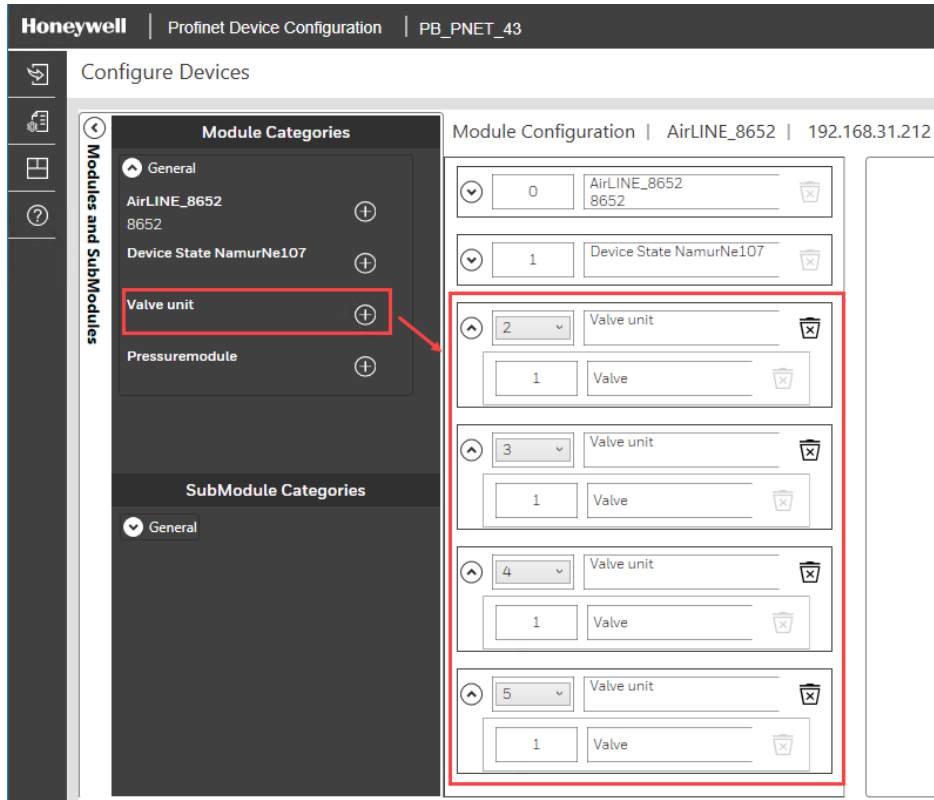 Honeywell | Profinet Device Configuration | PB_PNET_43
Configure Devices
Modules and SubModules
Module Categories
General
AirLINE_8652
8652
Device State NamurNe107
Valve unit
Pressuremodule
SubModule Categories
General
Module Configuration | AirLINE_8652 | 192.168.31.212
0 AirLINE_8652
8652
1 Device State NamurNe107
2 Valve unit
1 Valve
3 Valve unit
1 Valve
4 Valve unit
1 Valve
5 Valve unit
1 Valve